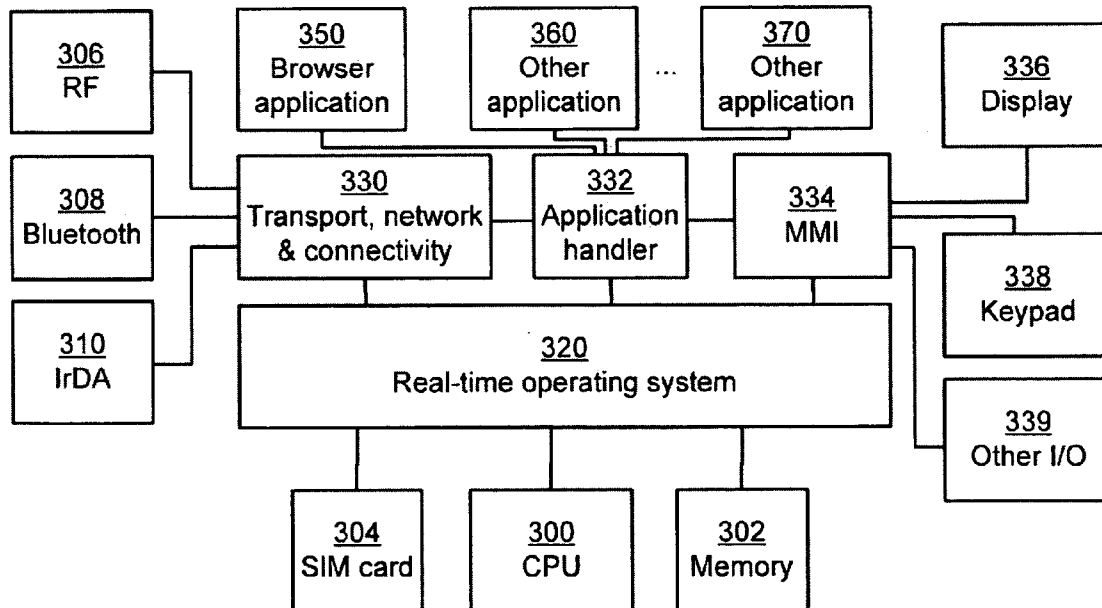 306
RF
350
Browser
application
360
Other
application
...
370
Other
application
336
Display
308
Bluetooth
330
Transport, network
& connectivity
332
Application
handler
334
MMI
338
Keypad
310
IrDA
320
Real-time operating system
339
Other I/O
304
SIM card
300
CPU
302
Memory